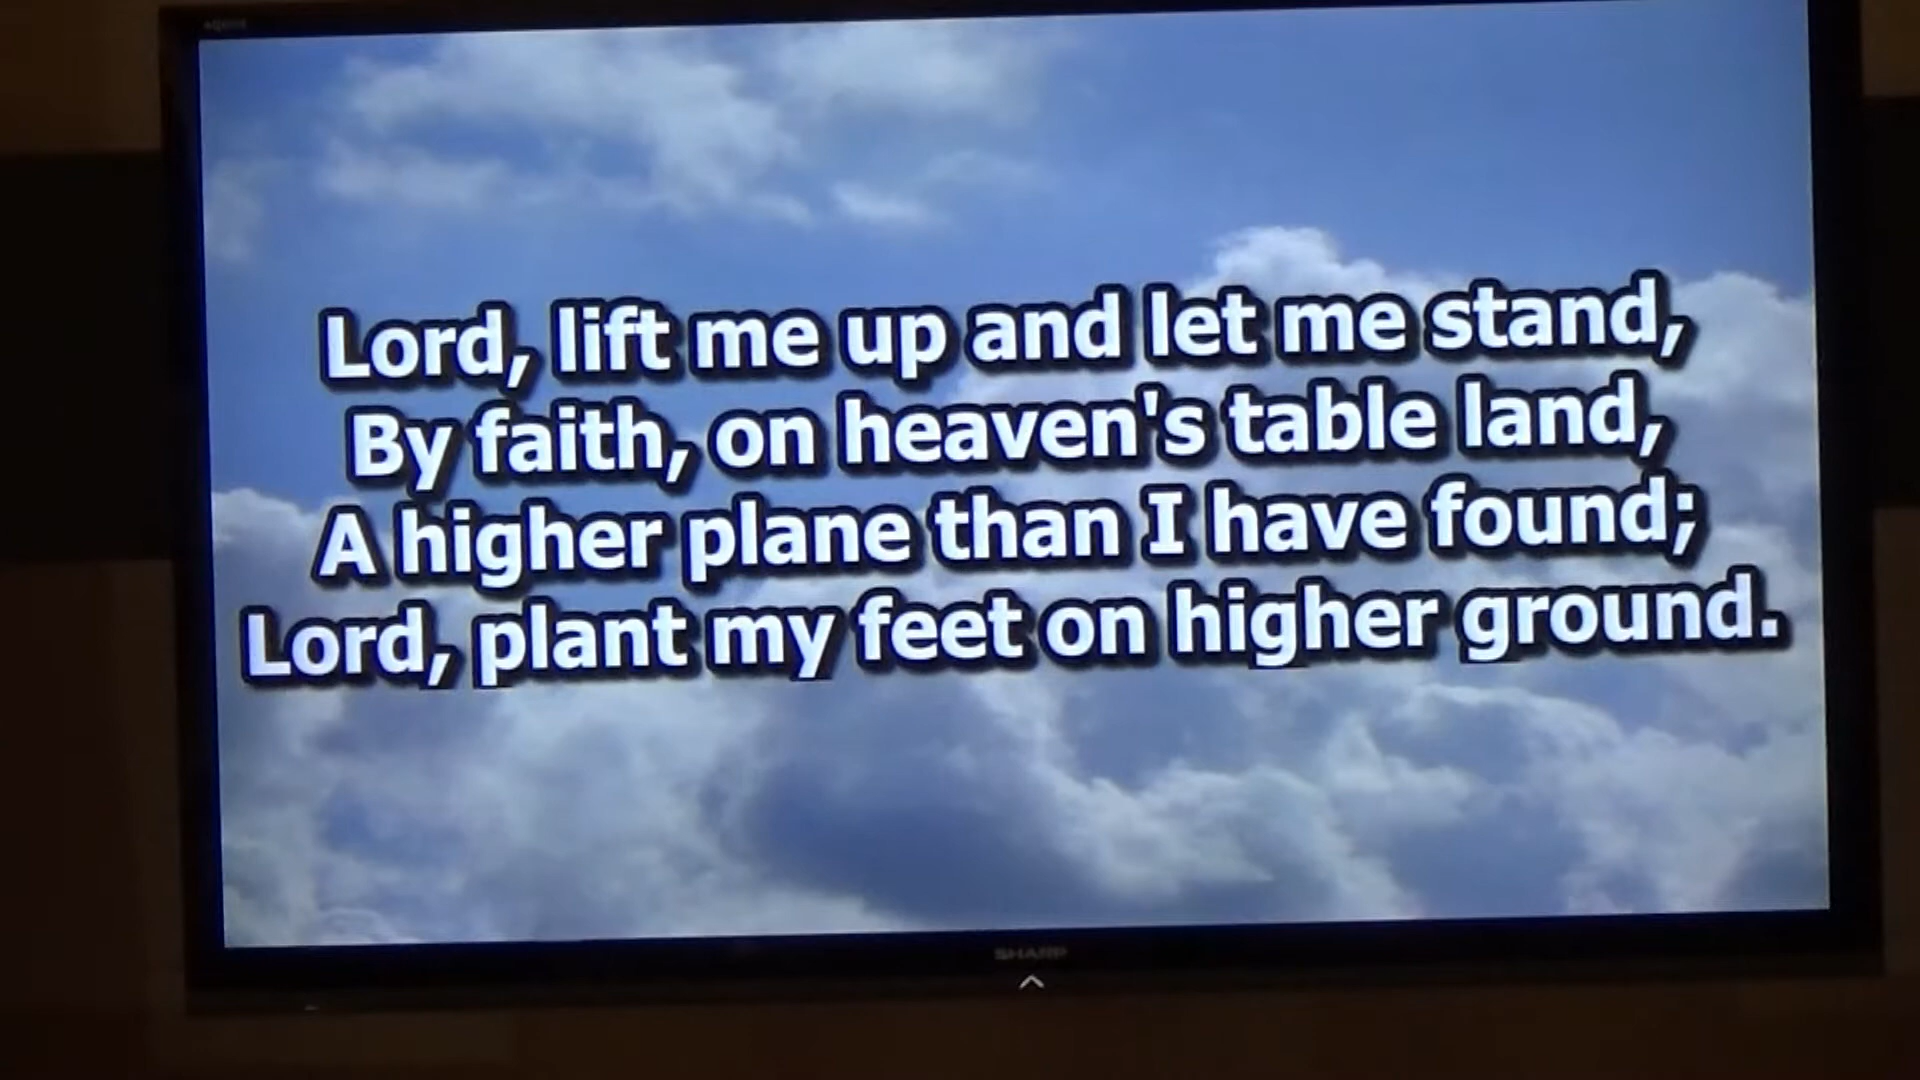 AQUOS
Lord, lift me up and let me stand,
By faith, on heaven's table land,
A higher plane than I have found;
Lord, plant my feet on higher ground.
SHARP